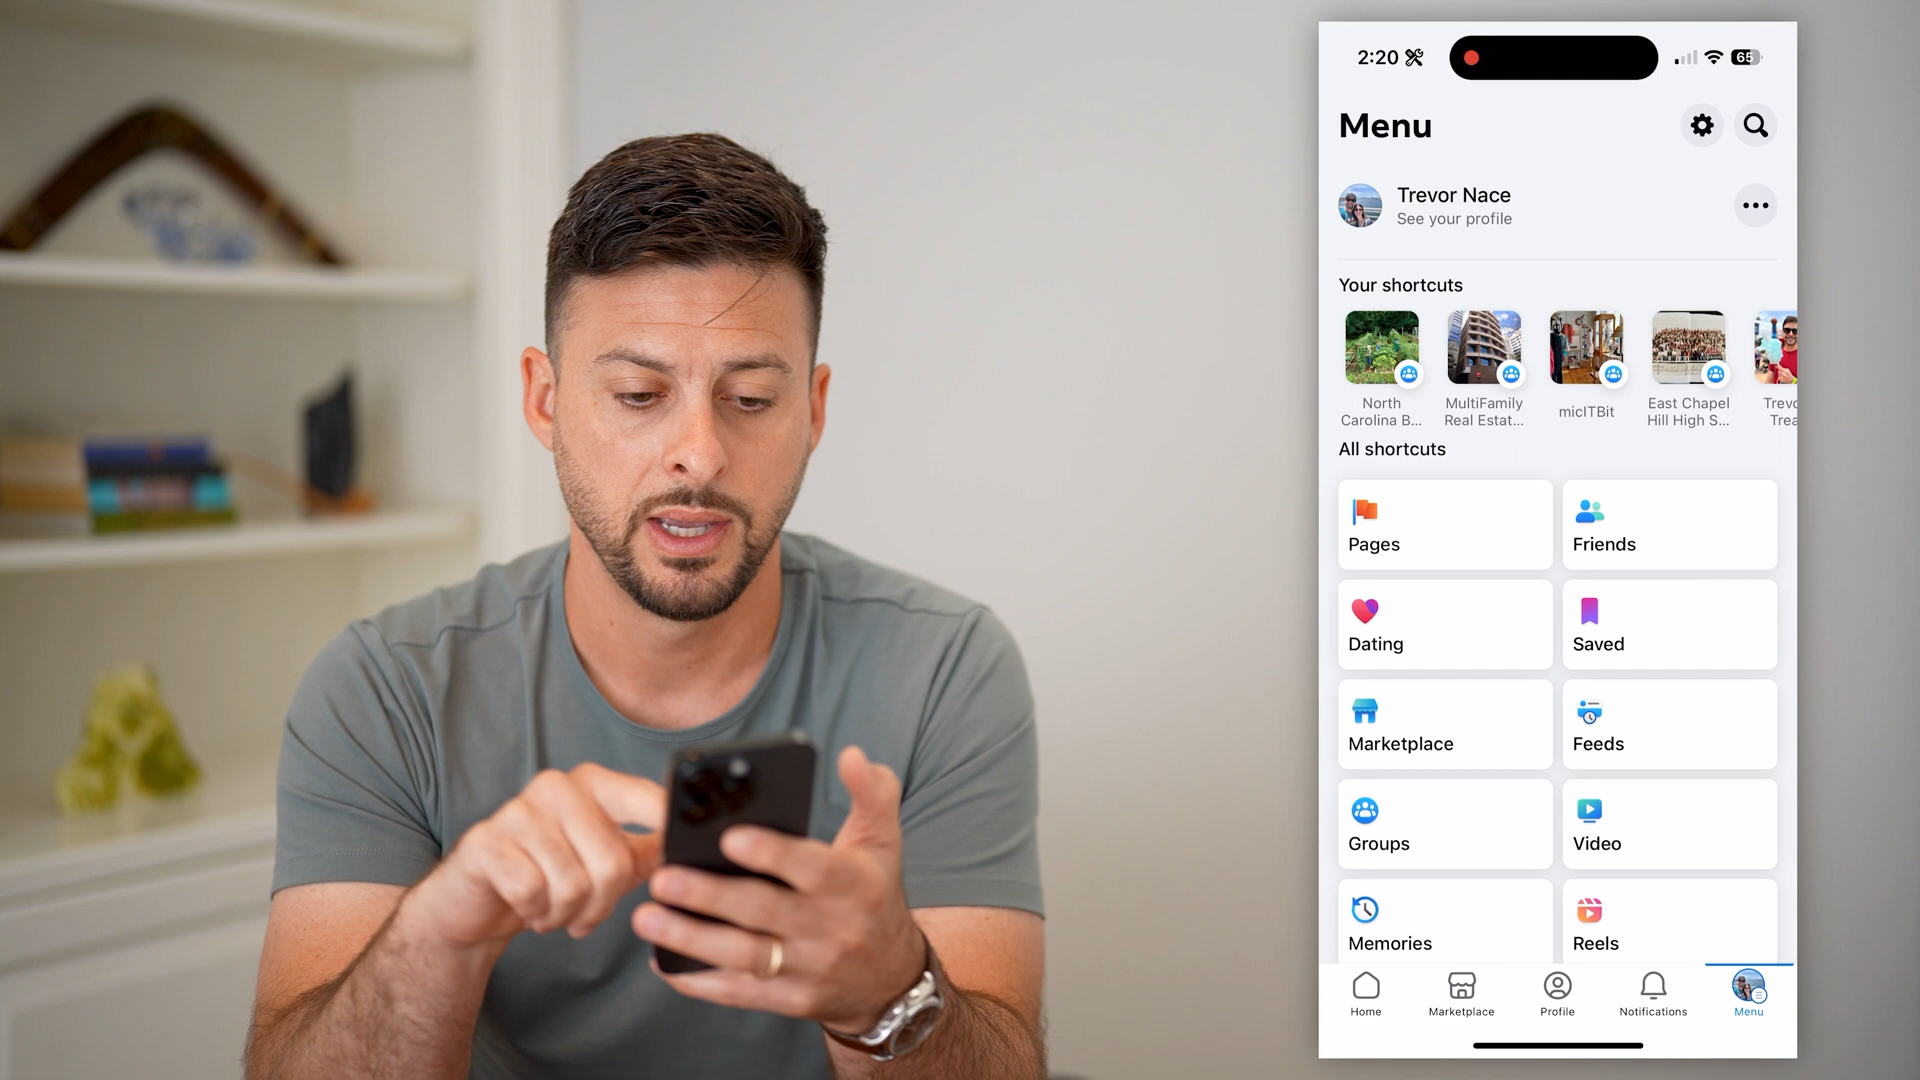 2:20
65
Menu
Trevor Nace
See your profile
Your shortcuts
North
Carolina B...
MultiFamily
Real Estat...
micITBit
East Chapel
Hill High S...
Trevo
Trea
All shortcuts
Pages
Friends
Dating
Saved
Marketplace
Feeds
Groups
Video
Memories
Reels
Home
Marketplace
Profile
Notifications
Menu